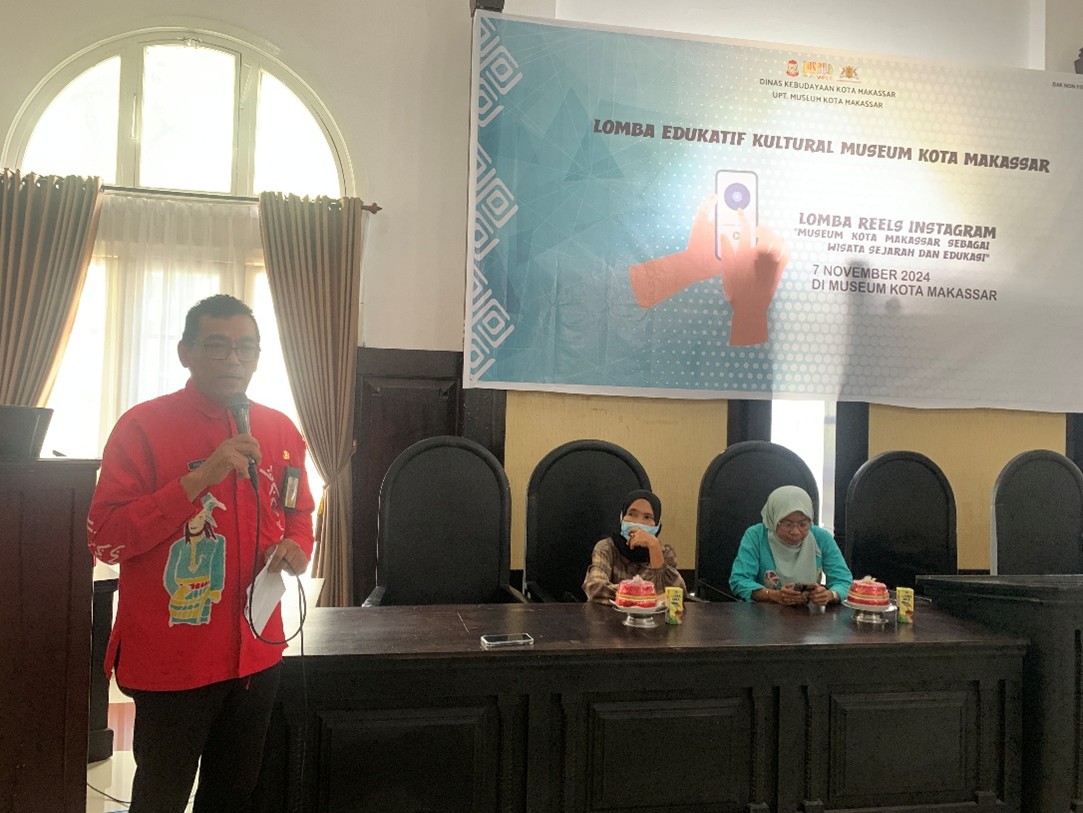 DINAS KEBUDAYAAN KOTA MAKASSAR
UPT. MUSEUM KOTA MAKASSAR
LOMBA EDUKATIF KULTURAL MUSEUM KOTA MAKASSAR
LOMBA REELS INSTAGRAM
"MUSEUM KOTA MAKASSAR SEBAGAI
WISATA SEJARAH DAN EDUKASI"
7 NOVEMBER 2024
DI MUSEUM KOTA MAKASSAR